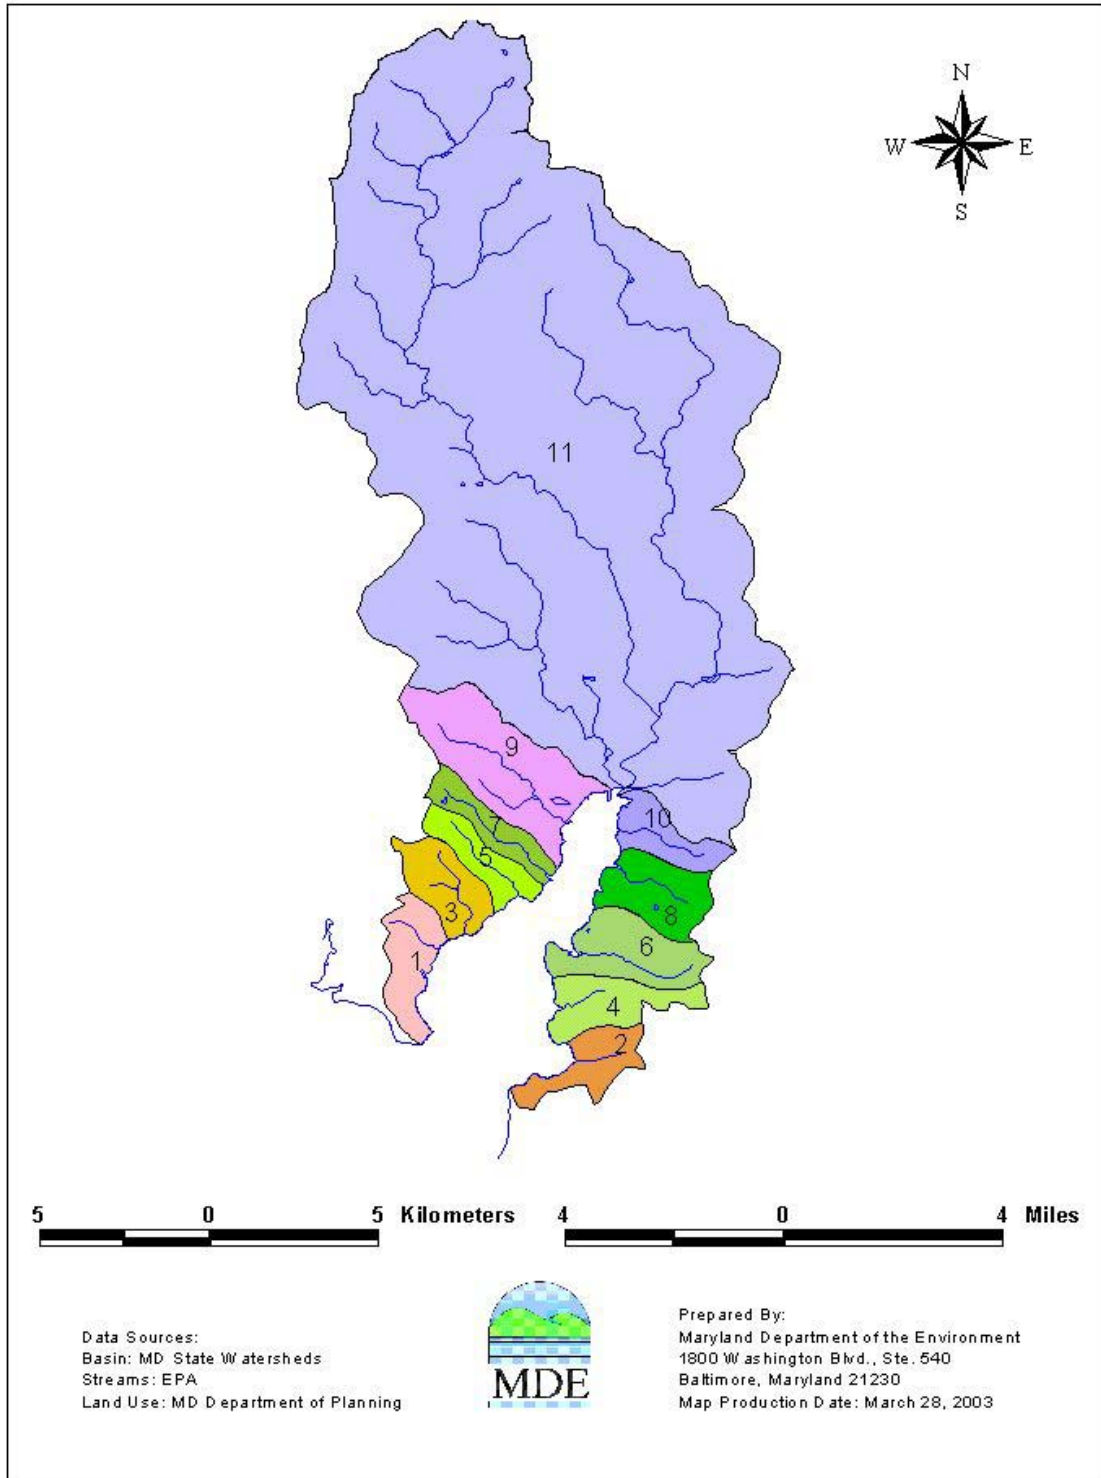 N
W E
S
11
9
10
7
5
8
3
6
1
4
2
5 0 5 Kilometers 4 0 4 Miles
Data Sources:
Basin: MD State Watersheds
Streams: EPA
Land Use: MD Department of Planning
MDE
Prepared By:
Maryland Department of the Environment
1800 Washington Blvd., Ste. 540
Baltimore, Maryland 21230
Map Production Date: March 28, 2003